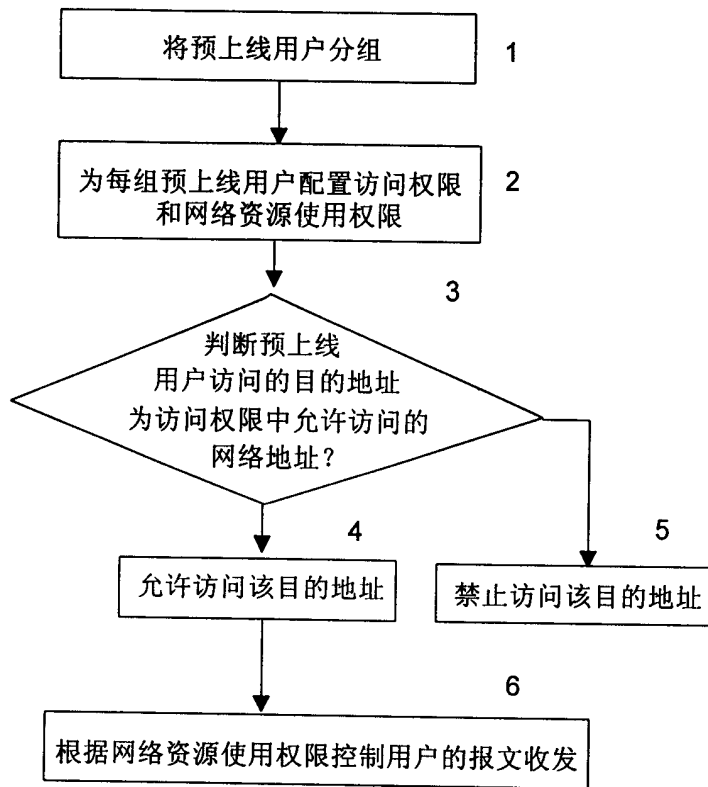 将预上线用户分组
1
为每组预上线用户配置访问权限
和网络资源使用权限
2
3
判断预上线
用户访问的目的地址
为访问权限中允许访问的
网络地址？
4
允许访问该目的地址
5
禁止访问该目的地址
6
根据网络资源使用权限控制用户的报文收发